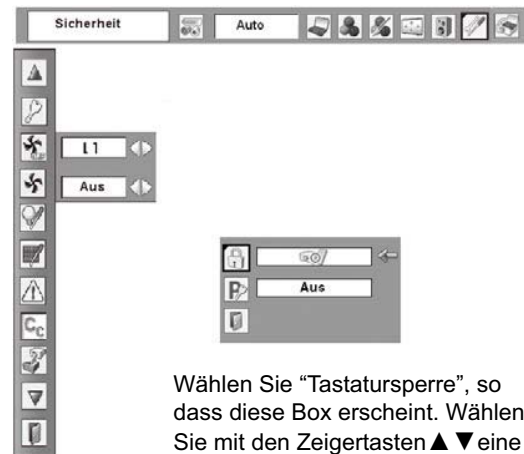 Sicherheit
Auto
L1
Aus
Aus
P
Cc
Wählen Sie “Tastatursperre”, so
dass diese Box erscheint. Wählen
Sie mit den Zeigertasten ▲ ▼ eine